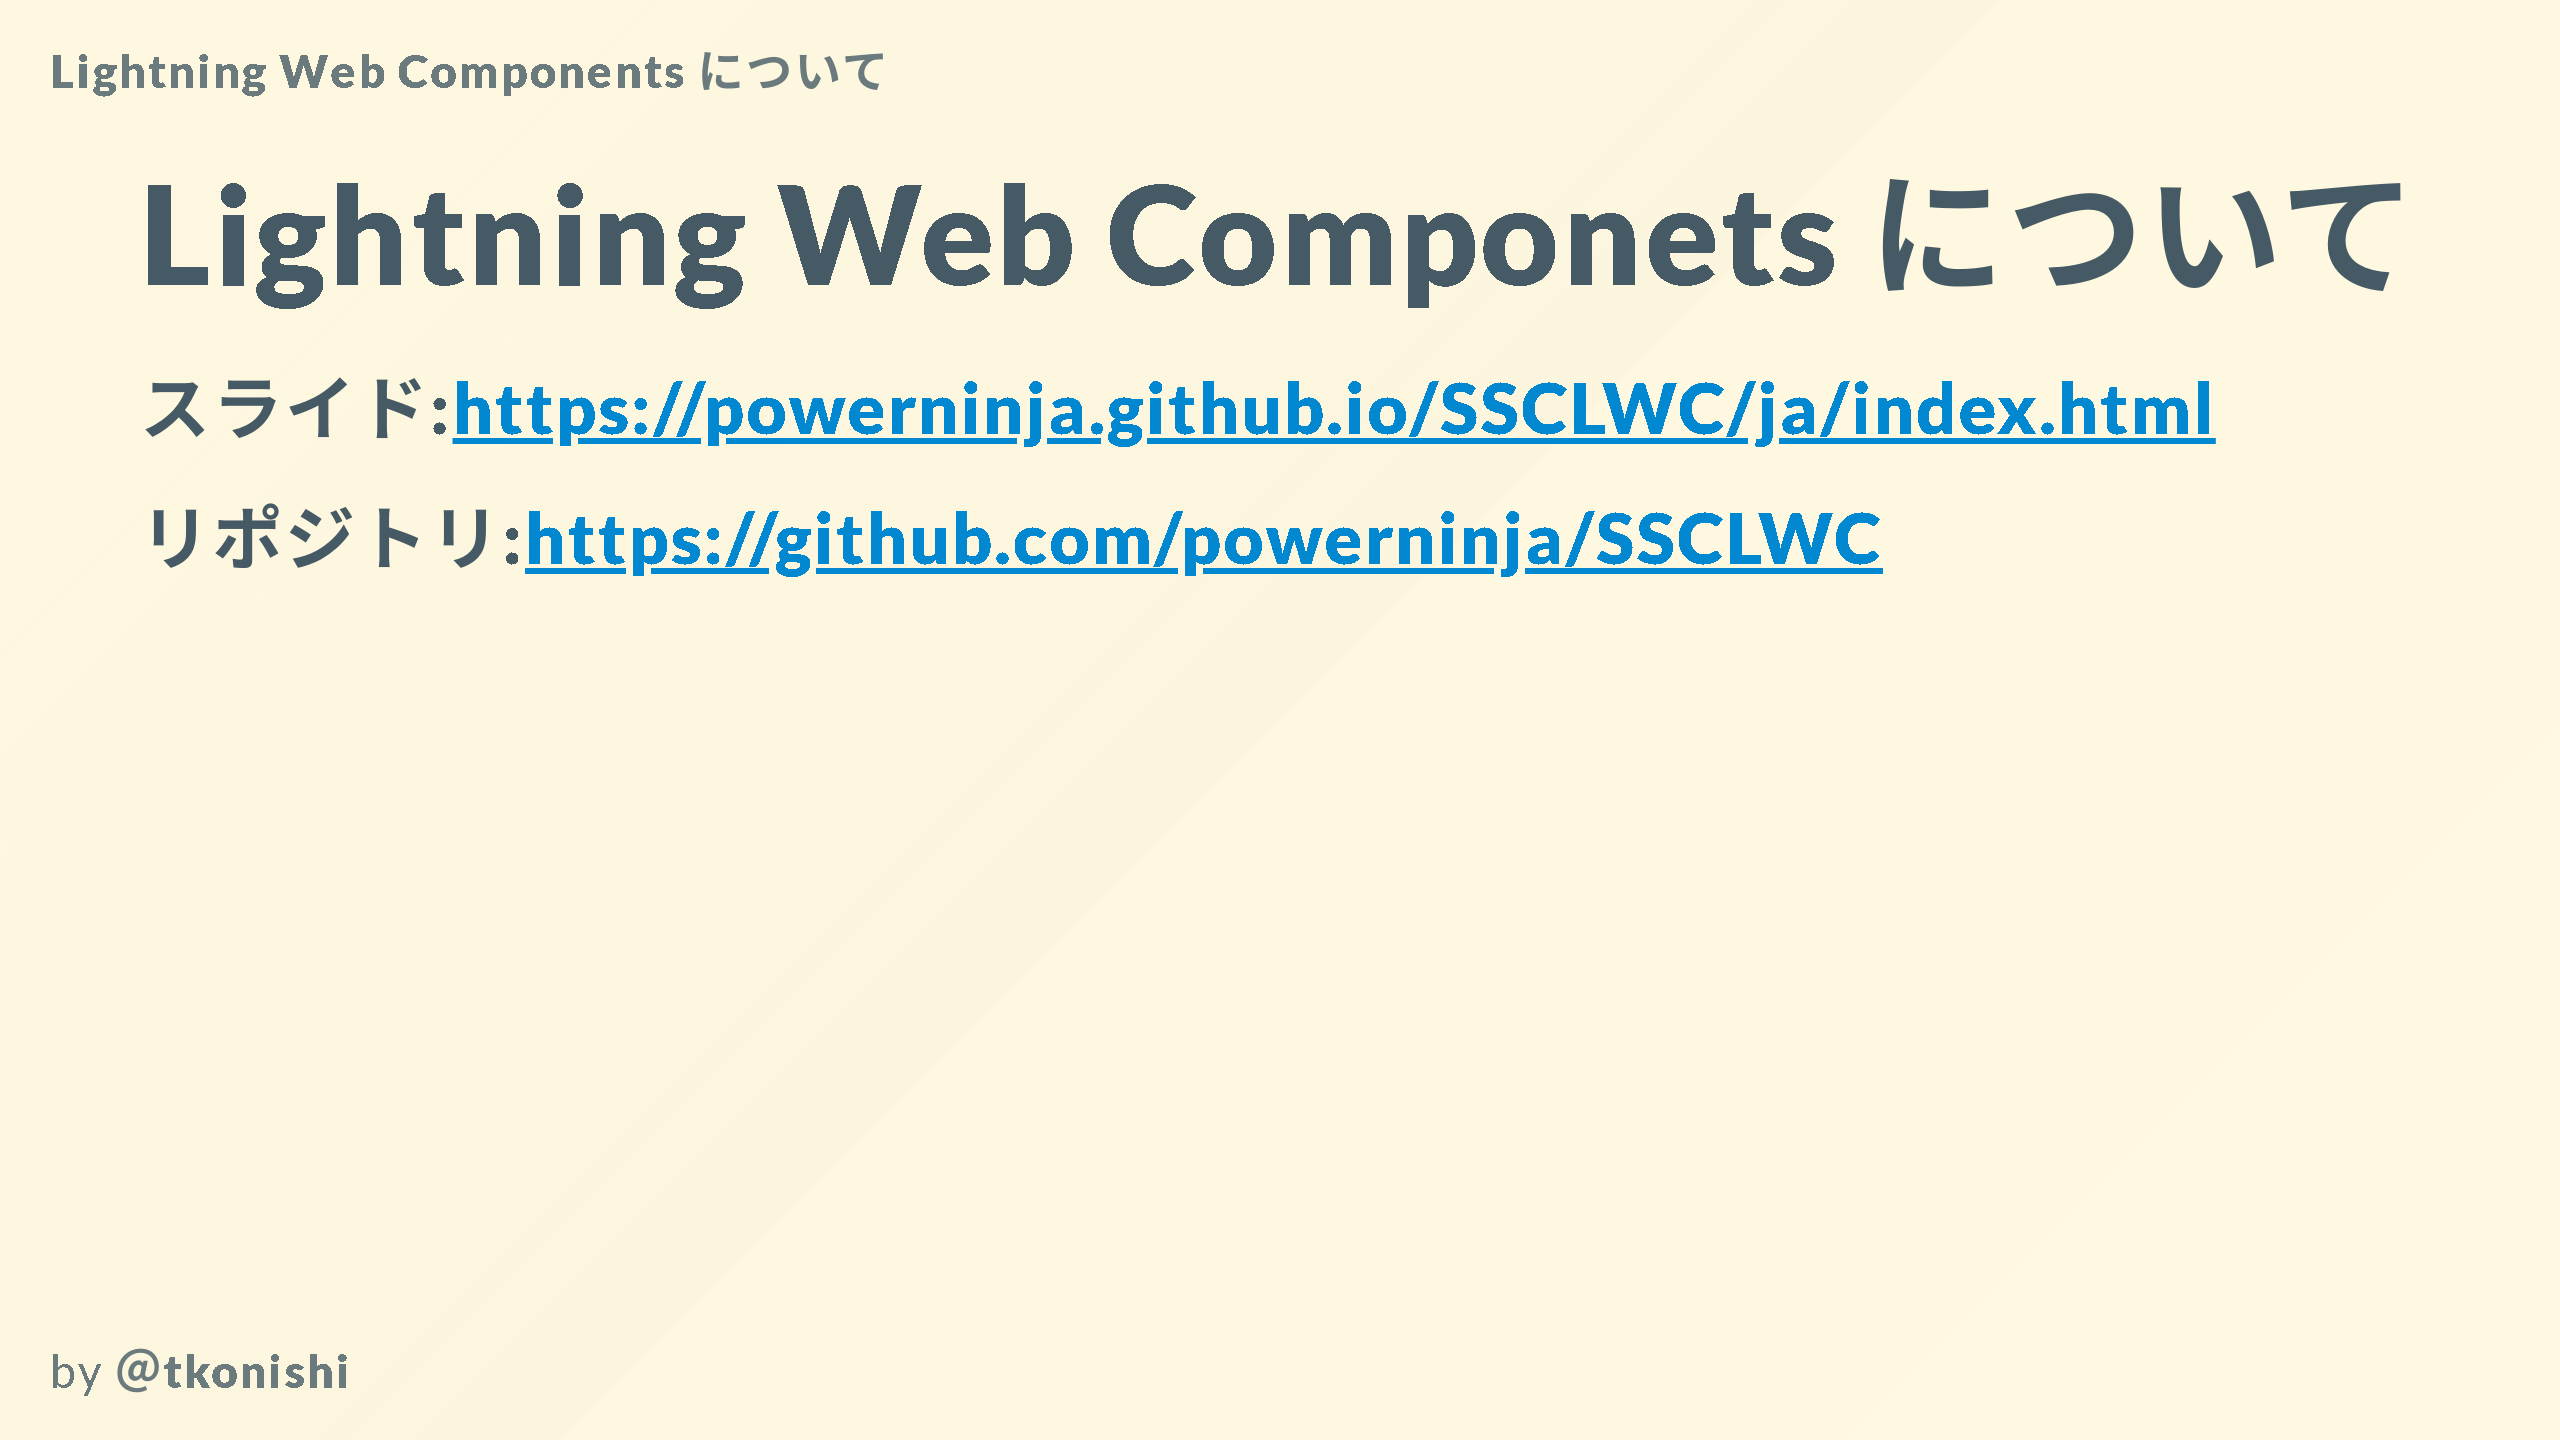 Lightning Web Components について
Lightning Web Componets について
スライド:https://powerninja.github.io/SSCLWC/ja/index.html
リポジトリ:https://github.com/powerninja/SSCLWC
by ＠tkonishi